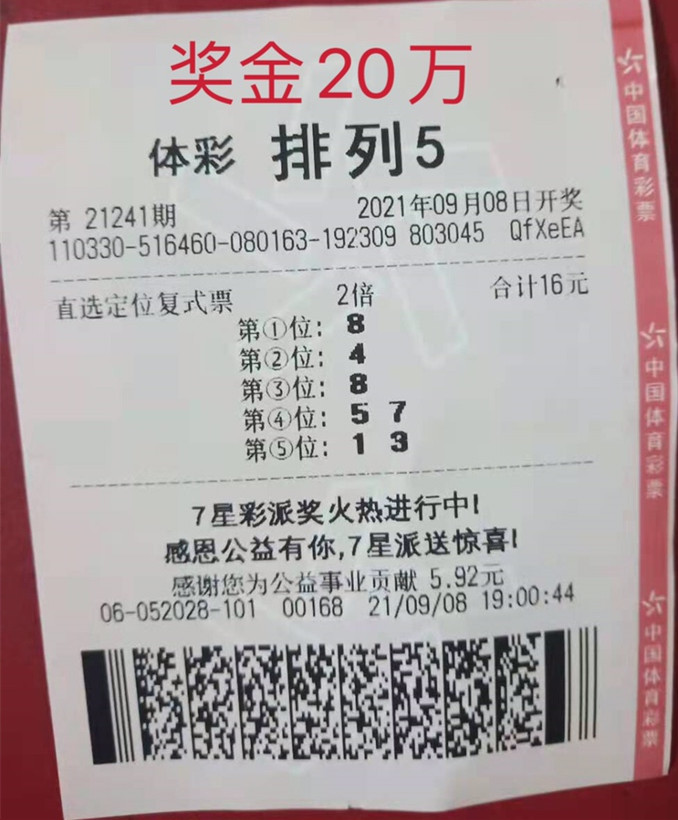 奖金20万
体彩 排列5
第 21241期 2021年09月08日开奖
110330-516460-080163-192309 803045 QfXeEA
直选定位复式票 2倍 合计16元
第①位: 8
第②位: 4
第③位: 8
第④位: 5 7
第⑤位: 1 3
7星彩派奖火热进行中!
感恩公益有你,7星派送惊喜!
感谢您为公益事业贡献 5.92元
06-052028-101 00168 21/09/08 19:00:44
中国体育彩票
中国体育彩票
中国体育彩票